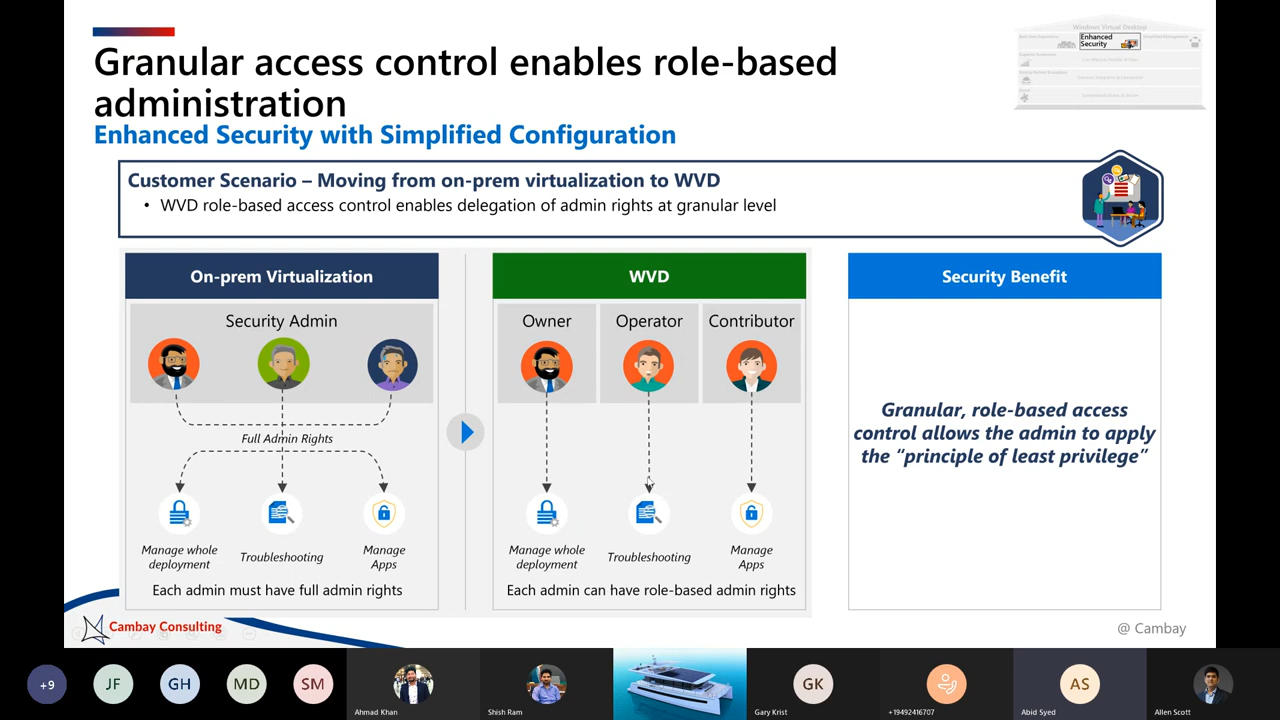 Granular access control enables role-based
administration
Enhanced Security with Simplified Configuration
Windows Virtual Desktop
Enhanced
Security
Customer Scenario – Moving from on-prem virtualization to WVD
• WVD role-based access control enables delegation of admin rights at granular level
On-prem Virtualization
Security Admin
Full Admin Rights
Manage whole
deployment
Troubleshooting
Manage
Apps
Each admin must have full admin rights
WVD
Owner
Operator
Contributor
Manage whole
deployment
Troubleshooting
Manage
Apps
Each admin can have role-based admin rights
Security Benefit
Granular, role-based access
control allows the admin to apply
the “principle of least privilege”
Cambay Consulting
@ Cambay
+9
JF
GH
MD
SM
Ahmad Khan
Shish Ram
GK
Gary Krist
+19492416707
AS
Abid Syed
Allen Scott